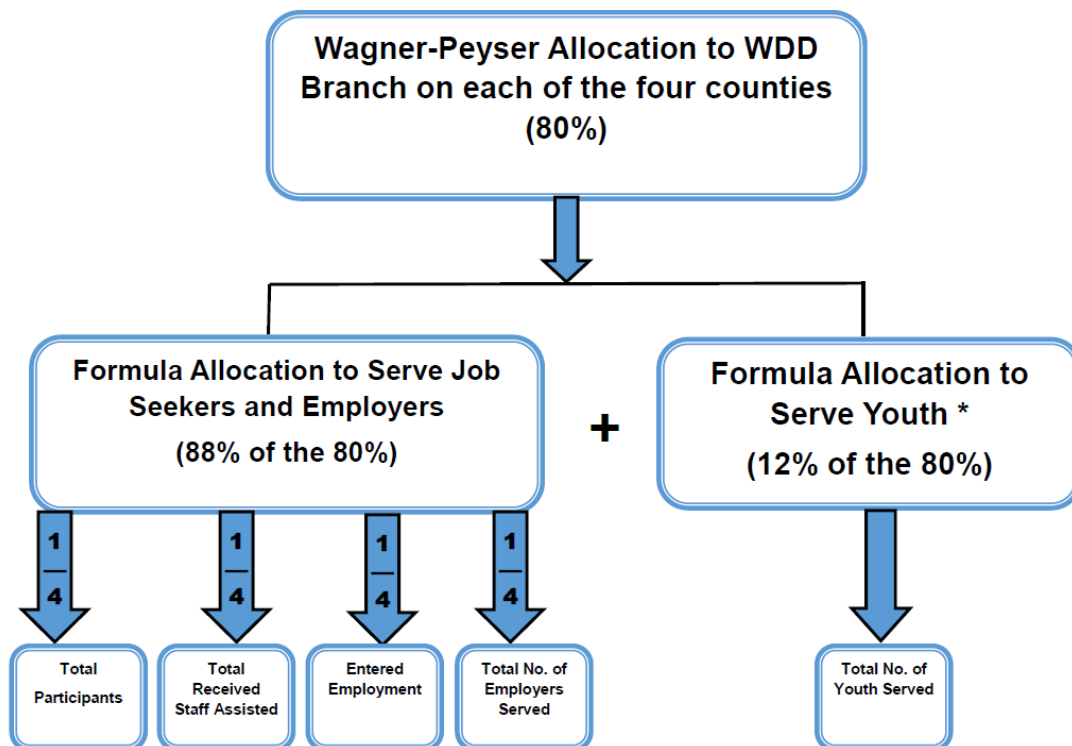 Wagner-Peyser Allocation to WDD
Branch on each of the four counties
(80%)
Formula Allocation to Serve Job
Seekers and Employers
(88% of the 80%)
+
Formula Allocation to
Serve Youth *
(12% of the 80%)
1
4
1
4
1
4
1
4
Total
Participants
Total
Received
Staff Assisted
Entered
Employment
Total No. of
Employers
Served
Total No. of
Youth Served